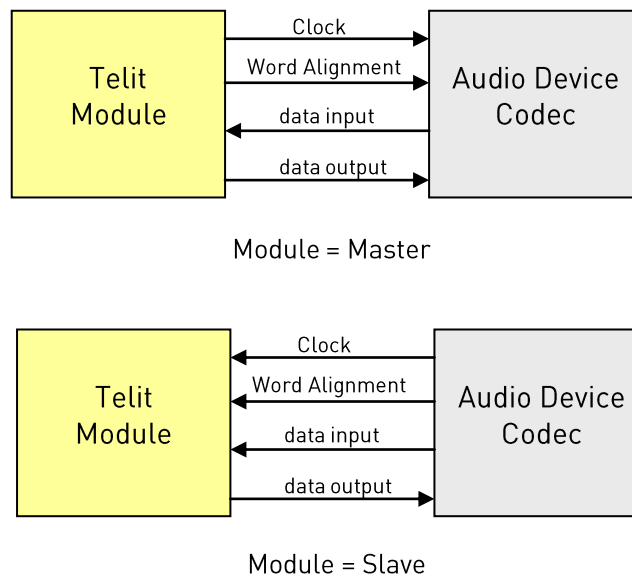 Telit
Module
Clock
Word Alignment
data input
data output
Audio Device
Codec
Module = Master
Telit
Module
Clock
Word Alignment
data input
data output
Audio Device
Codec
Module = Slave